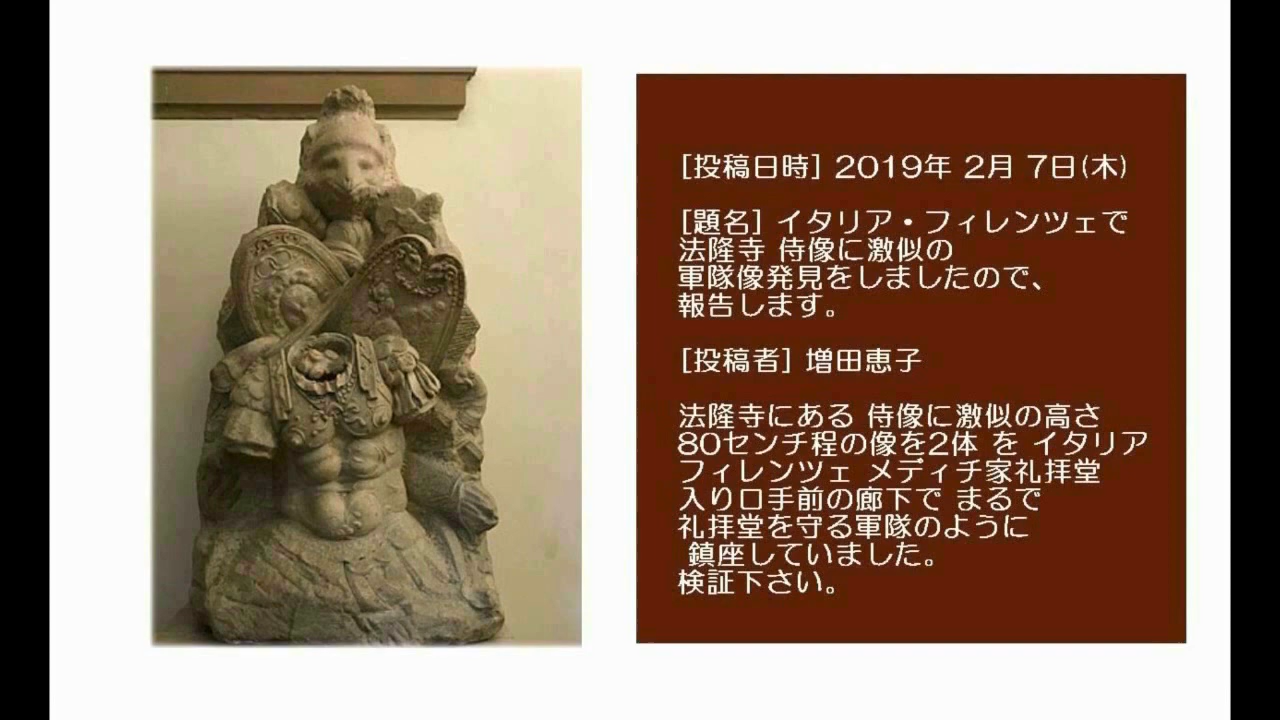 [投稿日時] 2019年 2月 7日(木)
[題名] イタリア・フィレンツェで
法隆寺 侍像に激似の
軍隊像発見をしましたので、
報告します。
[投稿者] 増田恵子
法隆寺にある 侍像に激似の高さ
80センチ程の像を2体 を イタリア
フィレンツェ メディチ家礼拝堂
入り口手前の廊下で まるで
礼拝堂を守る軍隊のように
鎮座していました。
検証下さい。